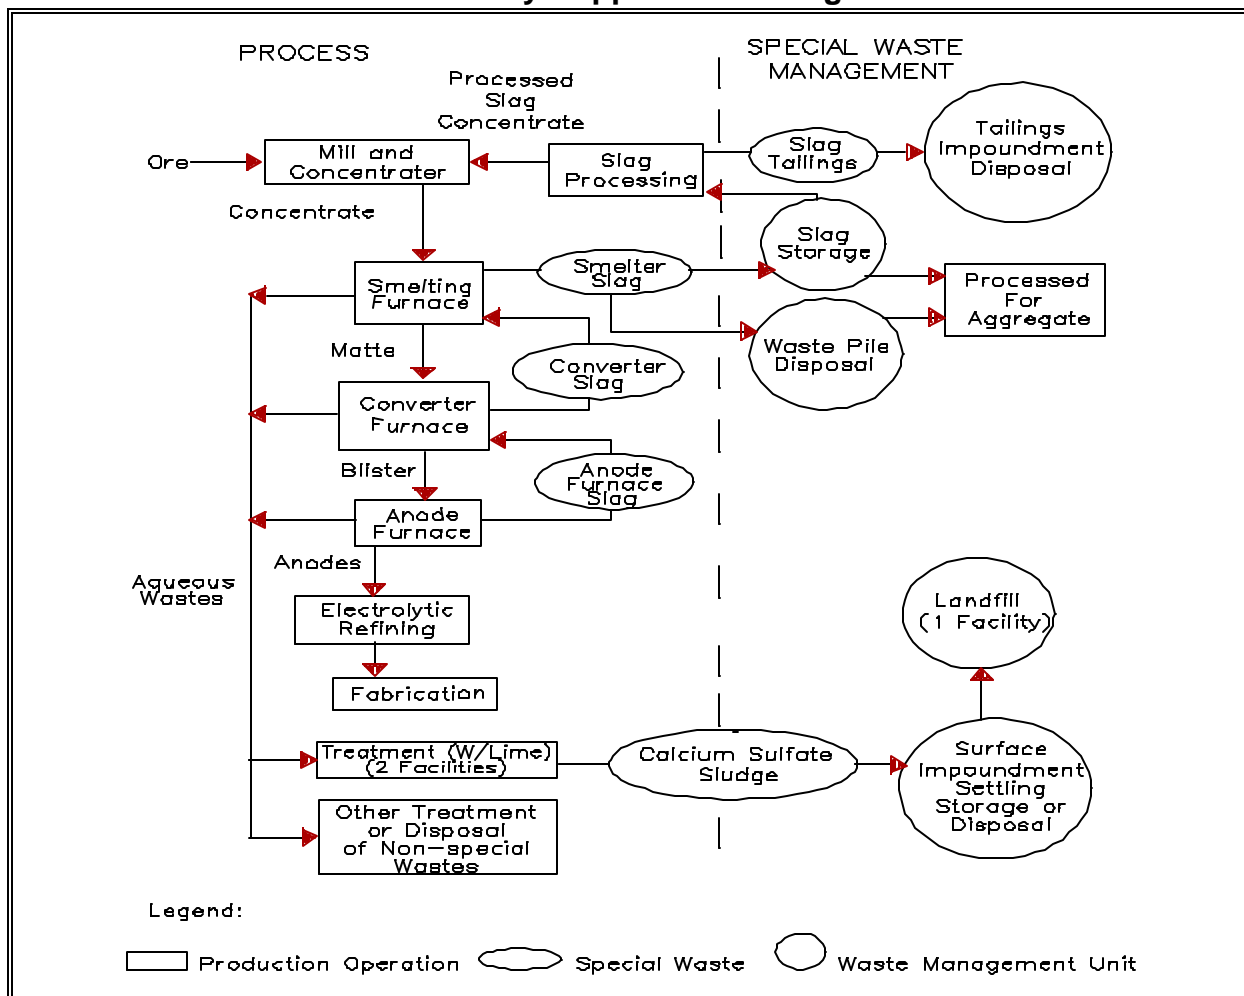 PROCESS
SPECIAL WASTE
MANAGEMENT
Processed
Slag
Concentrate
Ore
Mill and
Concentrater
Slag
Processing
Slag
Tailings
Tailings
Impoundment
Disposal
Concentrate
Slag
Storage
Smelting
Furnace
Smelter
Slag
Processed
For
Aggregate
Matte
Converter
Slag
Waste Pile
Disposal
Converter
Furnace
Blister
Anode
Furnace
Slag
Anode
Furnace
Anodes
Aqueous
Wastes
Electrolytic
Refining
Landfill
(1 Facility)
Fabrication
Treatment (W/Lime)
(2 Facilities)
Calcium Sulfate
Sludge
Surface
Impoundment
Settling
Storage or
Disposal
Other Treatment
or Disposal
of Non-special
Wastes
Legend:
Production Operation
Special Waste
Waste Management Unit